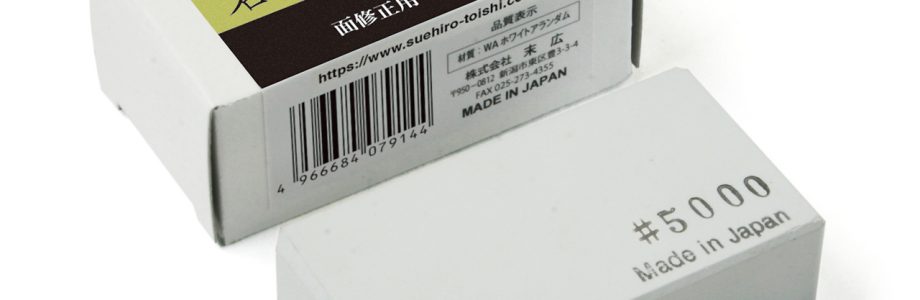 面修正用
https://www.suehiro-toishi.co
品質表示
材質：WAホワイトアランダム
株式会社 末 広
〒950-0812 新潟市東区豊3-3-4
FAX 025-273-4355
MADE IN JAPAN
4 966684 079144
#5000
Made in Japan